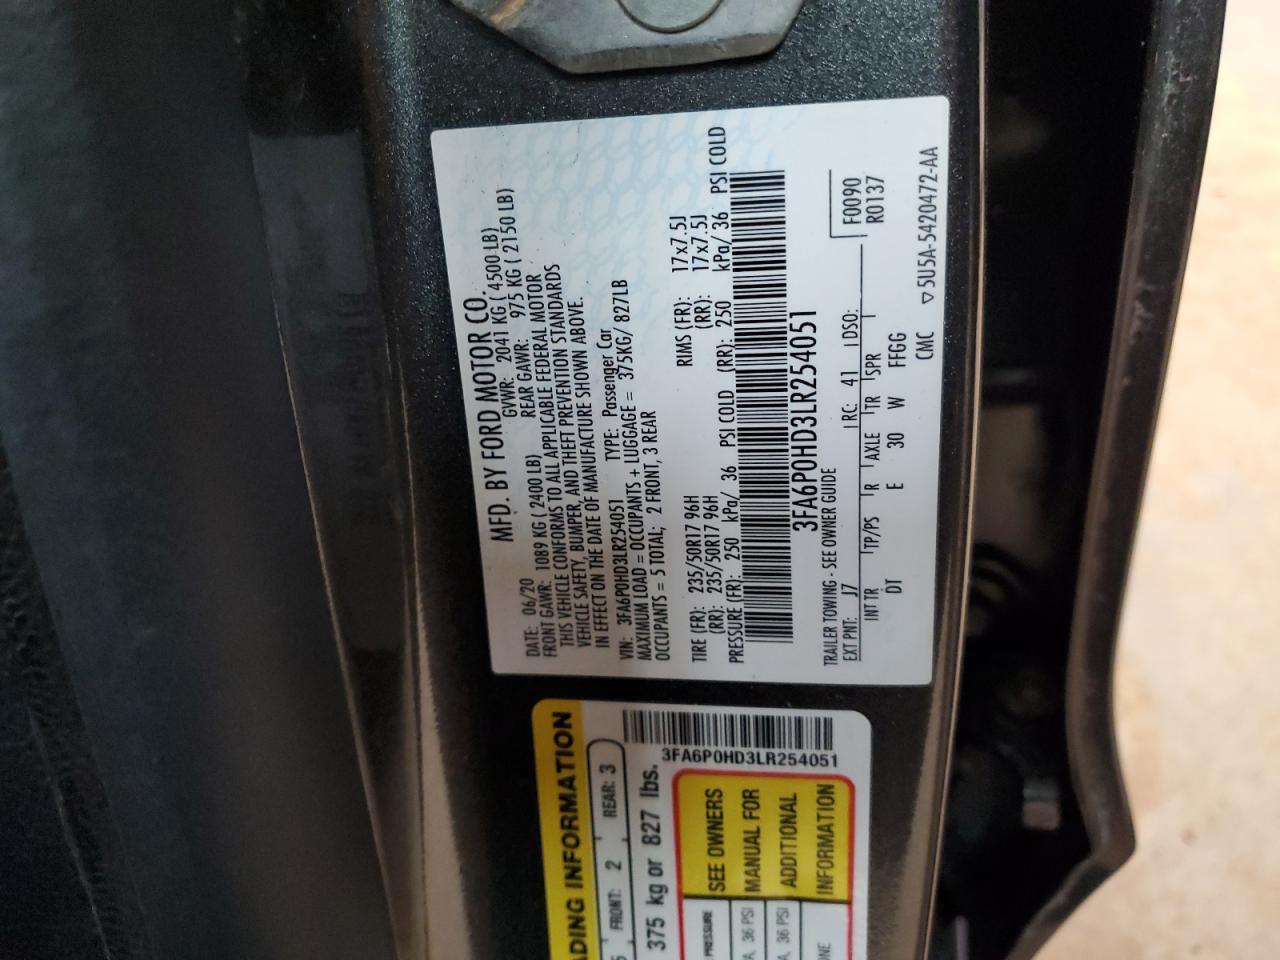 MFD. BY FORD MOTOR CO.
DATE: 06/20 GVWR: 2041 KG ( 4500 LB)
FRONT GAWR: 1089 KG ( 2400 LB) REAR GAWR: 975 KG ( 2150 LB)
THIS VEHICLE CONFORMS TO ALL APPLICABLE FEDERAL MOTOR
VEHICLE SAFETY, BUMPER, AND THEFT PREVENTION STANDARDS
IN EFFECT ON THE DATE OF MANUFACTURE SHOWN ABOVE.
VIN: 3FA6P0HD3LR254051 TYPE: Passenger Car
MAXIMUM LOAD = OCCUPANTS + LUGGAGE = 375KG/ 827LB
OCCUPANTS = 5 TOTAL; 2 FRONT, 3 REAR
TIRE (FR): 235/50R17 96H RIMS (FR): 17x7.5J
(RR): 235/50R17 96H (RR): 17x7.5J
PRESSURE (FR): 250 kPa/ 36 PSI COLD (RR): 250 kPa/ 36 PSI COLD
3FA6P0HD3LR254051
TRAILER TOWING - SEE OWNER GUIDE
F0090
R0137
EXT PNT: J7 RC: 41 DSO:
INT TR TP/PS R AXLE TR SPR
DT E 30 W FFGG
CMC ▽5U5A-5420472-AA
ADING INFORMATION
FRONT: 2 REAR: 3
375 kg or 827 lbs.
3FA6P0HD3LR254051
PRESSURE
36 PSI
36 PSI
SEE OWNERS
MANUAL FOR
ADDITIONAL
INFORMATION